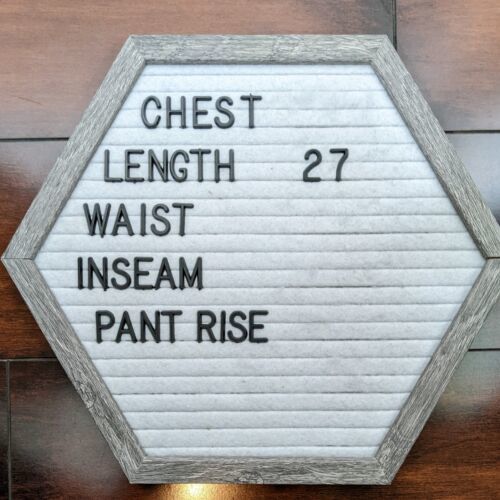 CHEST
LENGTH 27
WAIST
INSEAM
PANT RISE